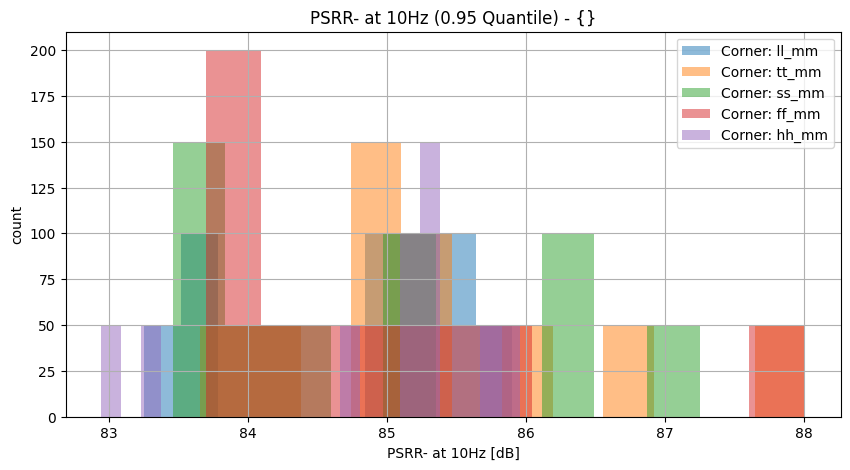 PSRR- at 10Hz (0.95 Quantile) - {}
Corner: ll_mm
Corner: tt_mm
Corner: ss_mm
Corner: ff_mm
Corner: hh_mm
200
175
150
125
100
75
50
25
0
count
83 84 85 86 87 88
PSRR- at 10Hz [dB]